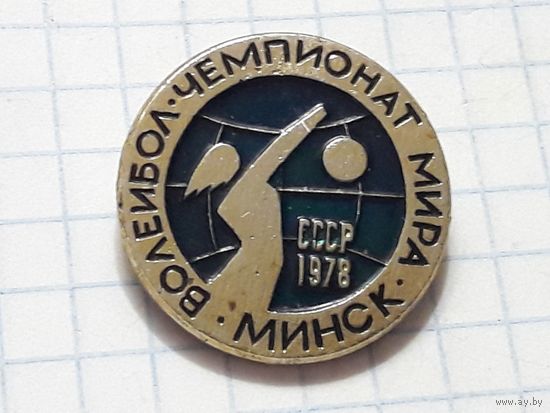 ВОЛЕЙБОЛ · ЧЕМПИОНАТ МИРА ·
МИНСК ·
СССР
1978
www.ay.by